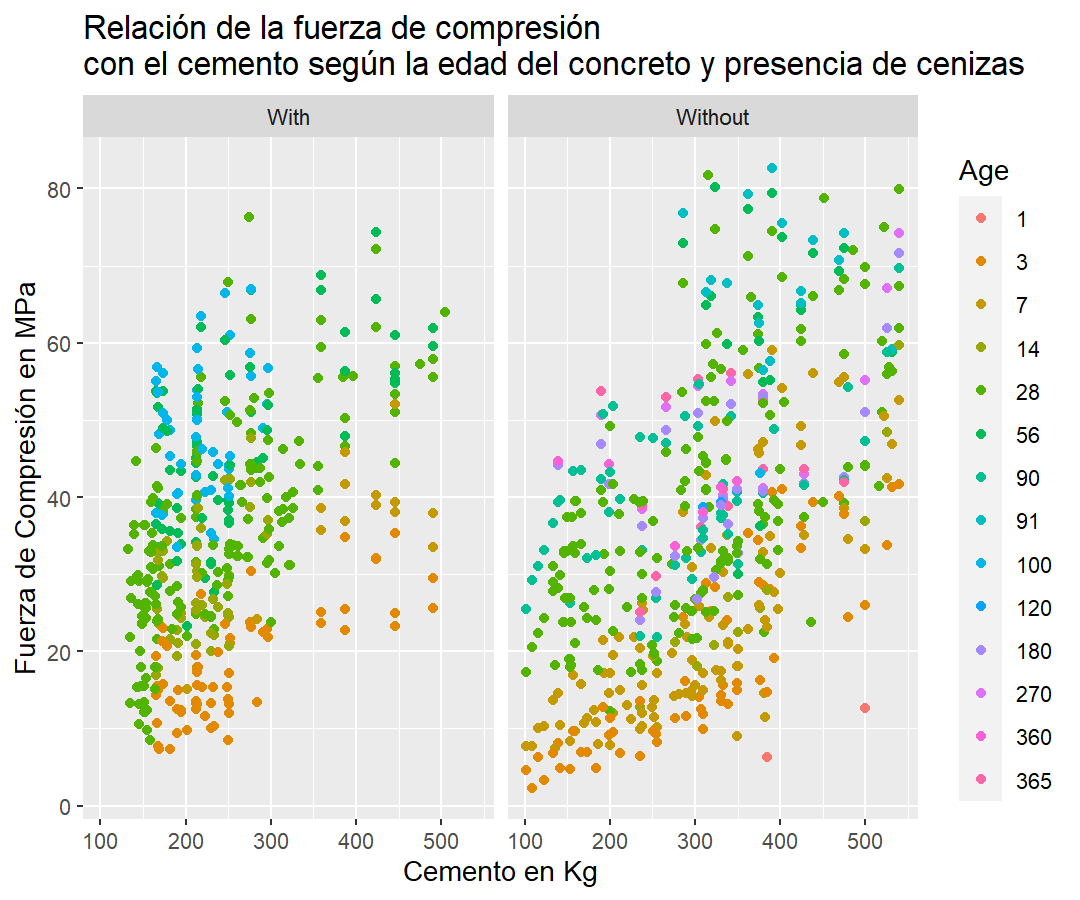 Relación de la fuerza de compresión
con el cemento según la edad del concreto y presencia de cenizas
With
Without
Fuerza de Compresión en MPa
80
60
40
20
0
100 200 300 400 500
100 200 300 400 500
Cemento en Kg
Age
1
3
7
14
28
56
90
91
100
120
180
270
360
365